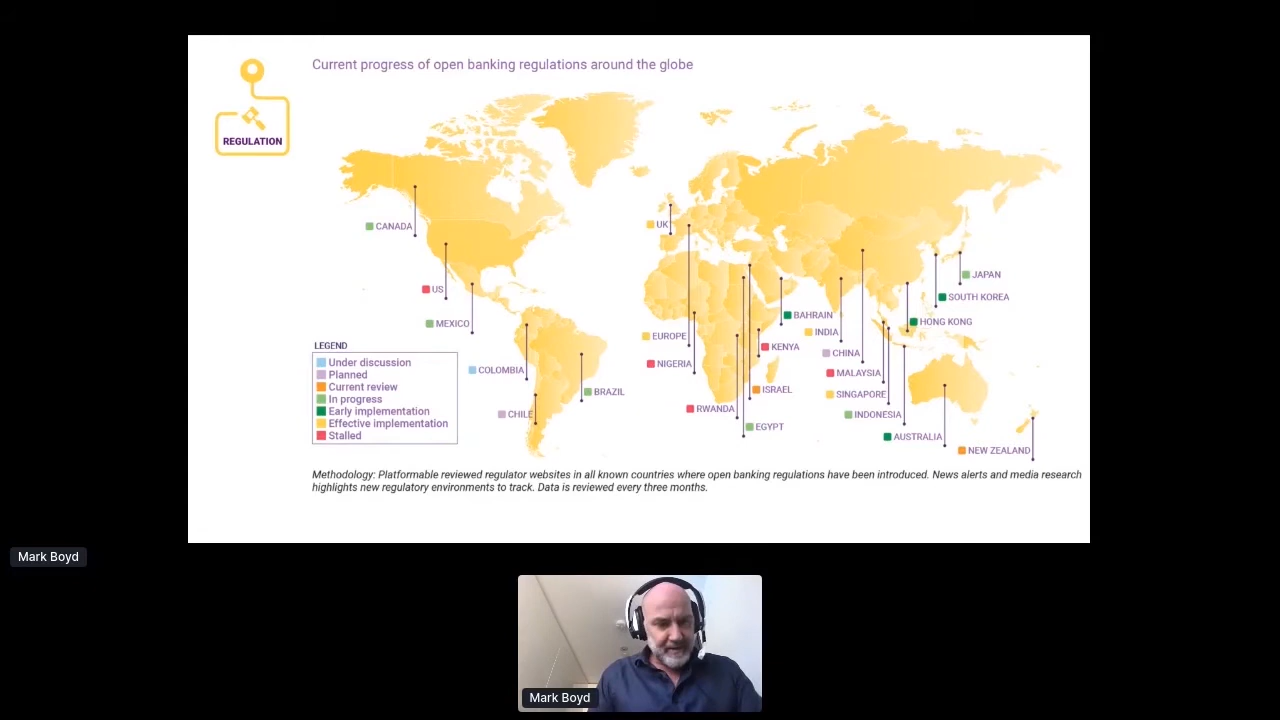 Current progress of open banking regulations around the globe
REGULATION
CANADA
UK
US
JAPAN
SOUTH KOREA
MEXICO
BAHRAIN
HONG KONG
EUROPE
INDIA
KENYA
CHINA
NIGERIA
COLOMBIA
MALAYSIA
BRAZIL
ISRAEL
SINGAPORE
CHILE
RWANDA
INDONESIA
EGYPT
AUSTRALIA
NEW ZEALAND
LEGEND
Under discussion
Planned
Current review
In progress
Early implementation
Effective implementation
Stalled
Methodology: Platformable reviewed regulator websites in all known countries where open banking regulations have been introduced. News alerts and media research
highlights new regulatory environments to track. Data is reviewed every three months.
Mark Boyd
Mark Boyd